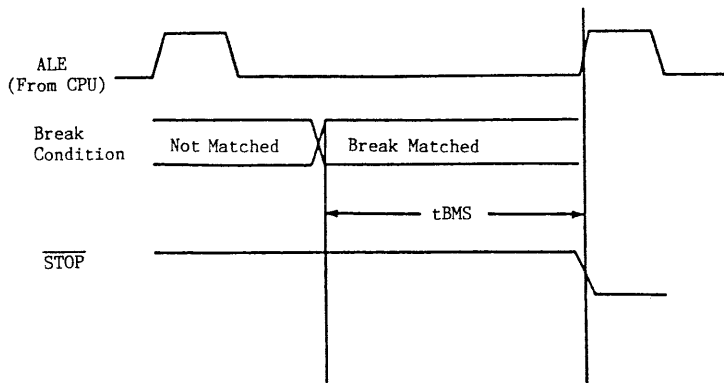 ALE
(From CPU)
Break
Condition
Not Matched
Break Matched
tBMS
STOP